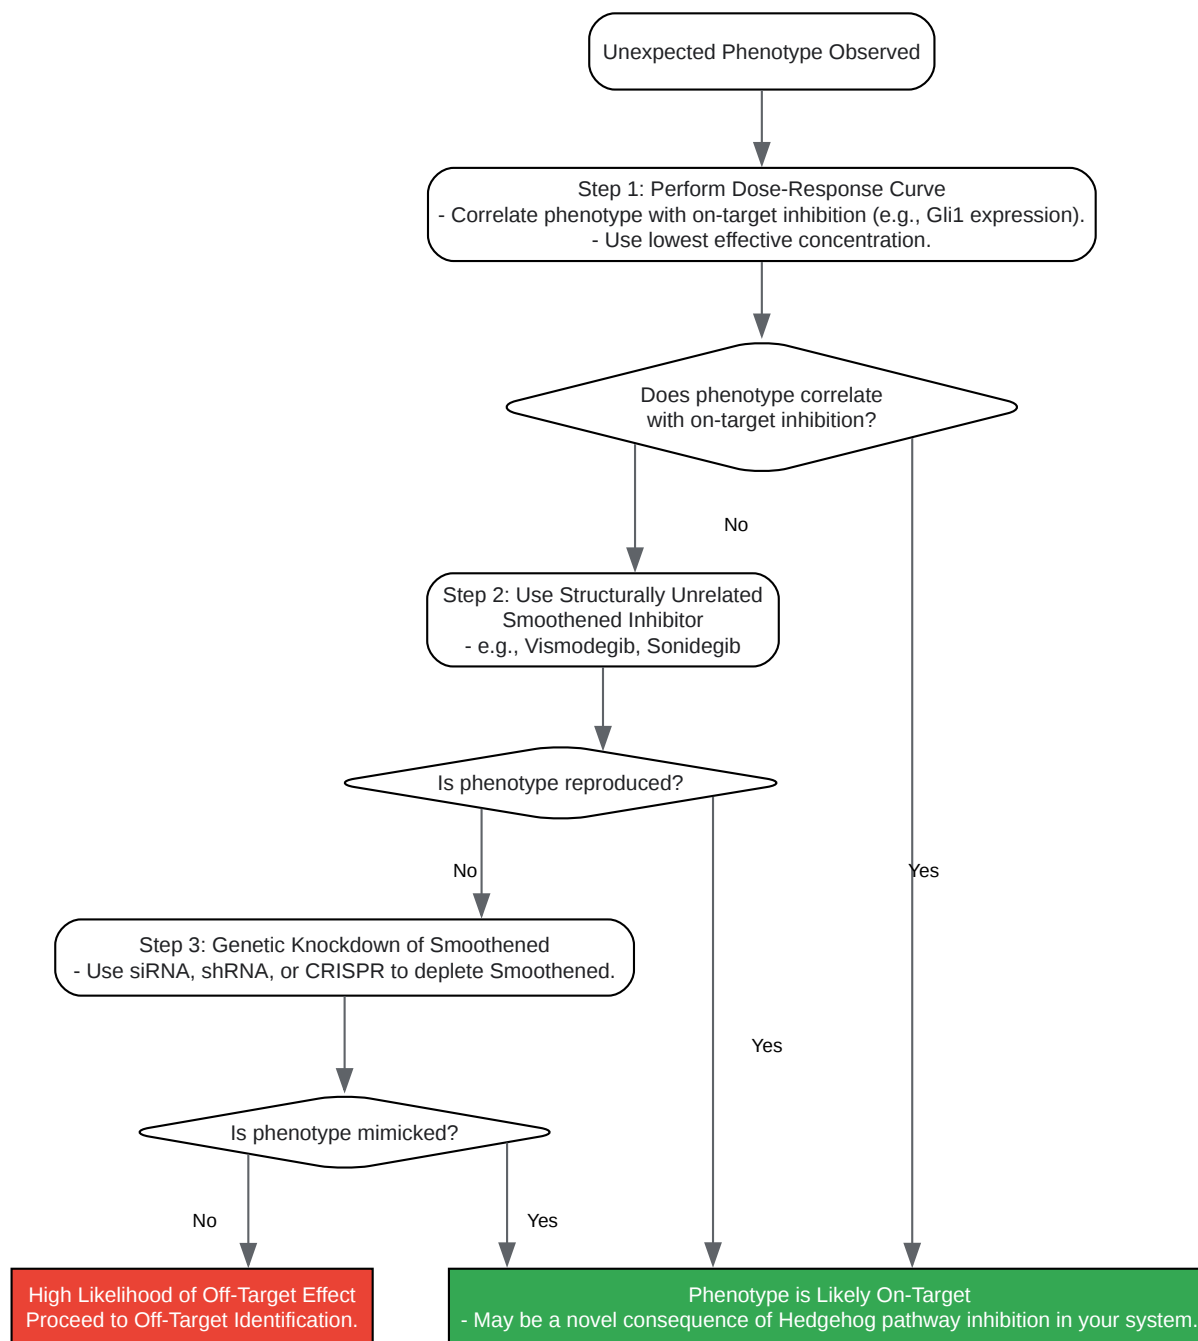 Unexpected Phenotype Observed
Step 1: Perform Dose-Response Curve
- Correlate phenotype with on-target inhibition (e.g., Gli1 expression).
- Use lowest effective concentration.
Does phenotype correlate
with on-target inhibition?
No
Step 2: Use Structurally Unrelated
Smoothened Inhibitor
- e.g., Vismodegib, Sonidegib
Is phenotype reproduced?
No
Yes
Step 3: Genetic Knockdown of Smoothened
- Use siRNA, shRNA, or CRISPR to deplete Smoothened.
Yes
Is phenotype mimicked?
No
Yes
High Likelihood of Off-Target Effect
Proceed to Off-Target Identification.
Phenotype is Likely On-Target
- May be a novel consequence of Hedgehog pathway inhibition in your system.